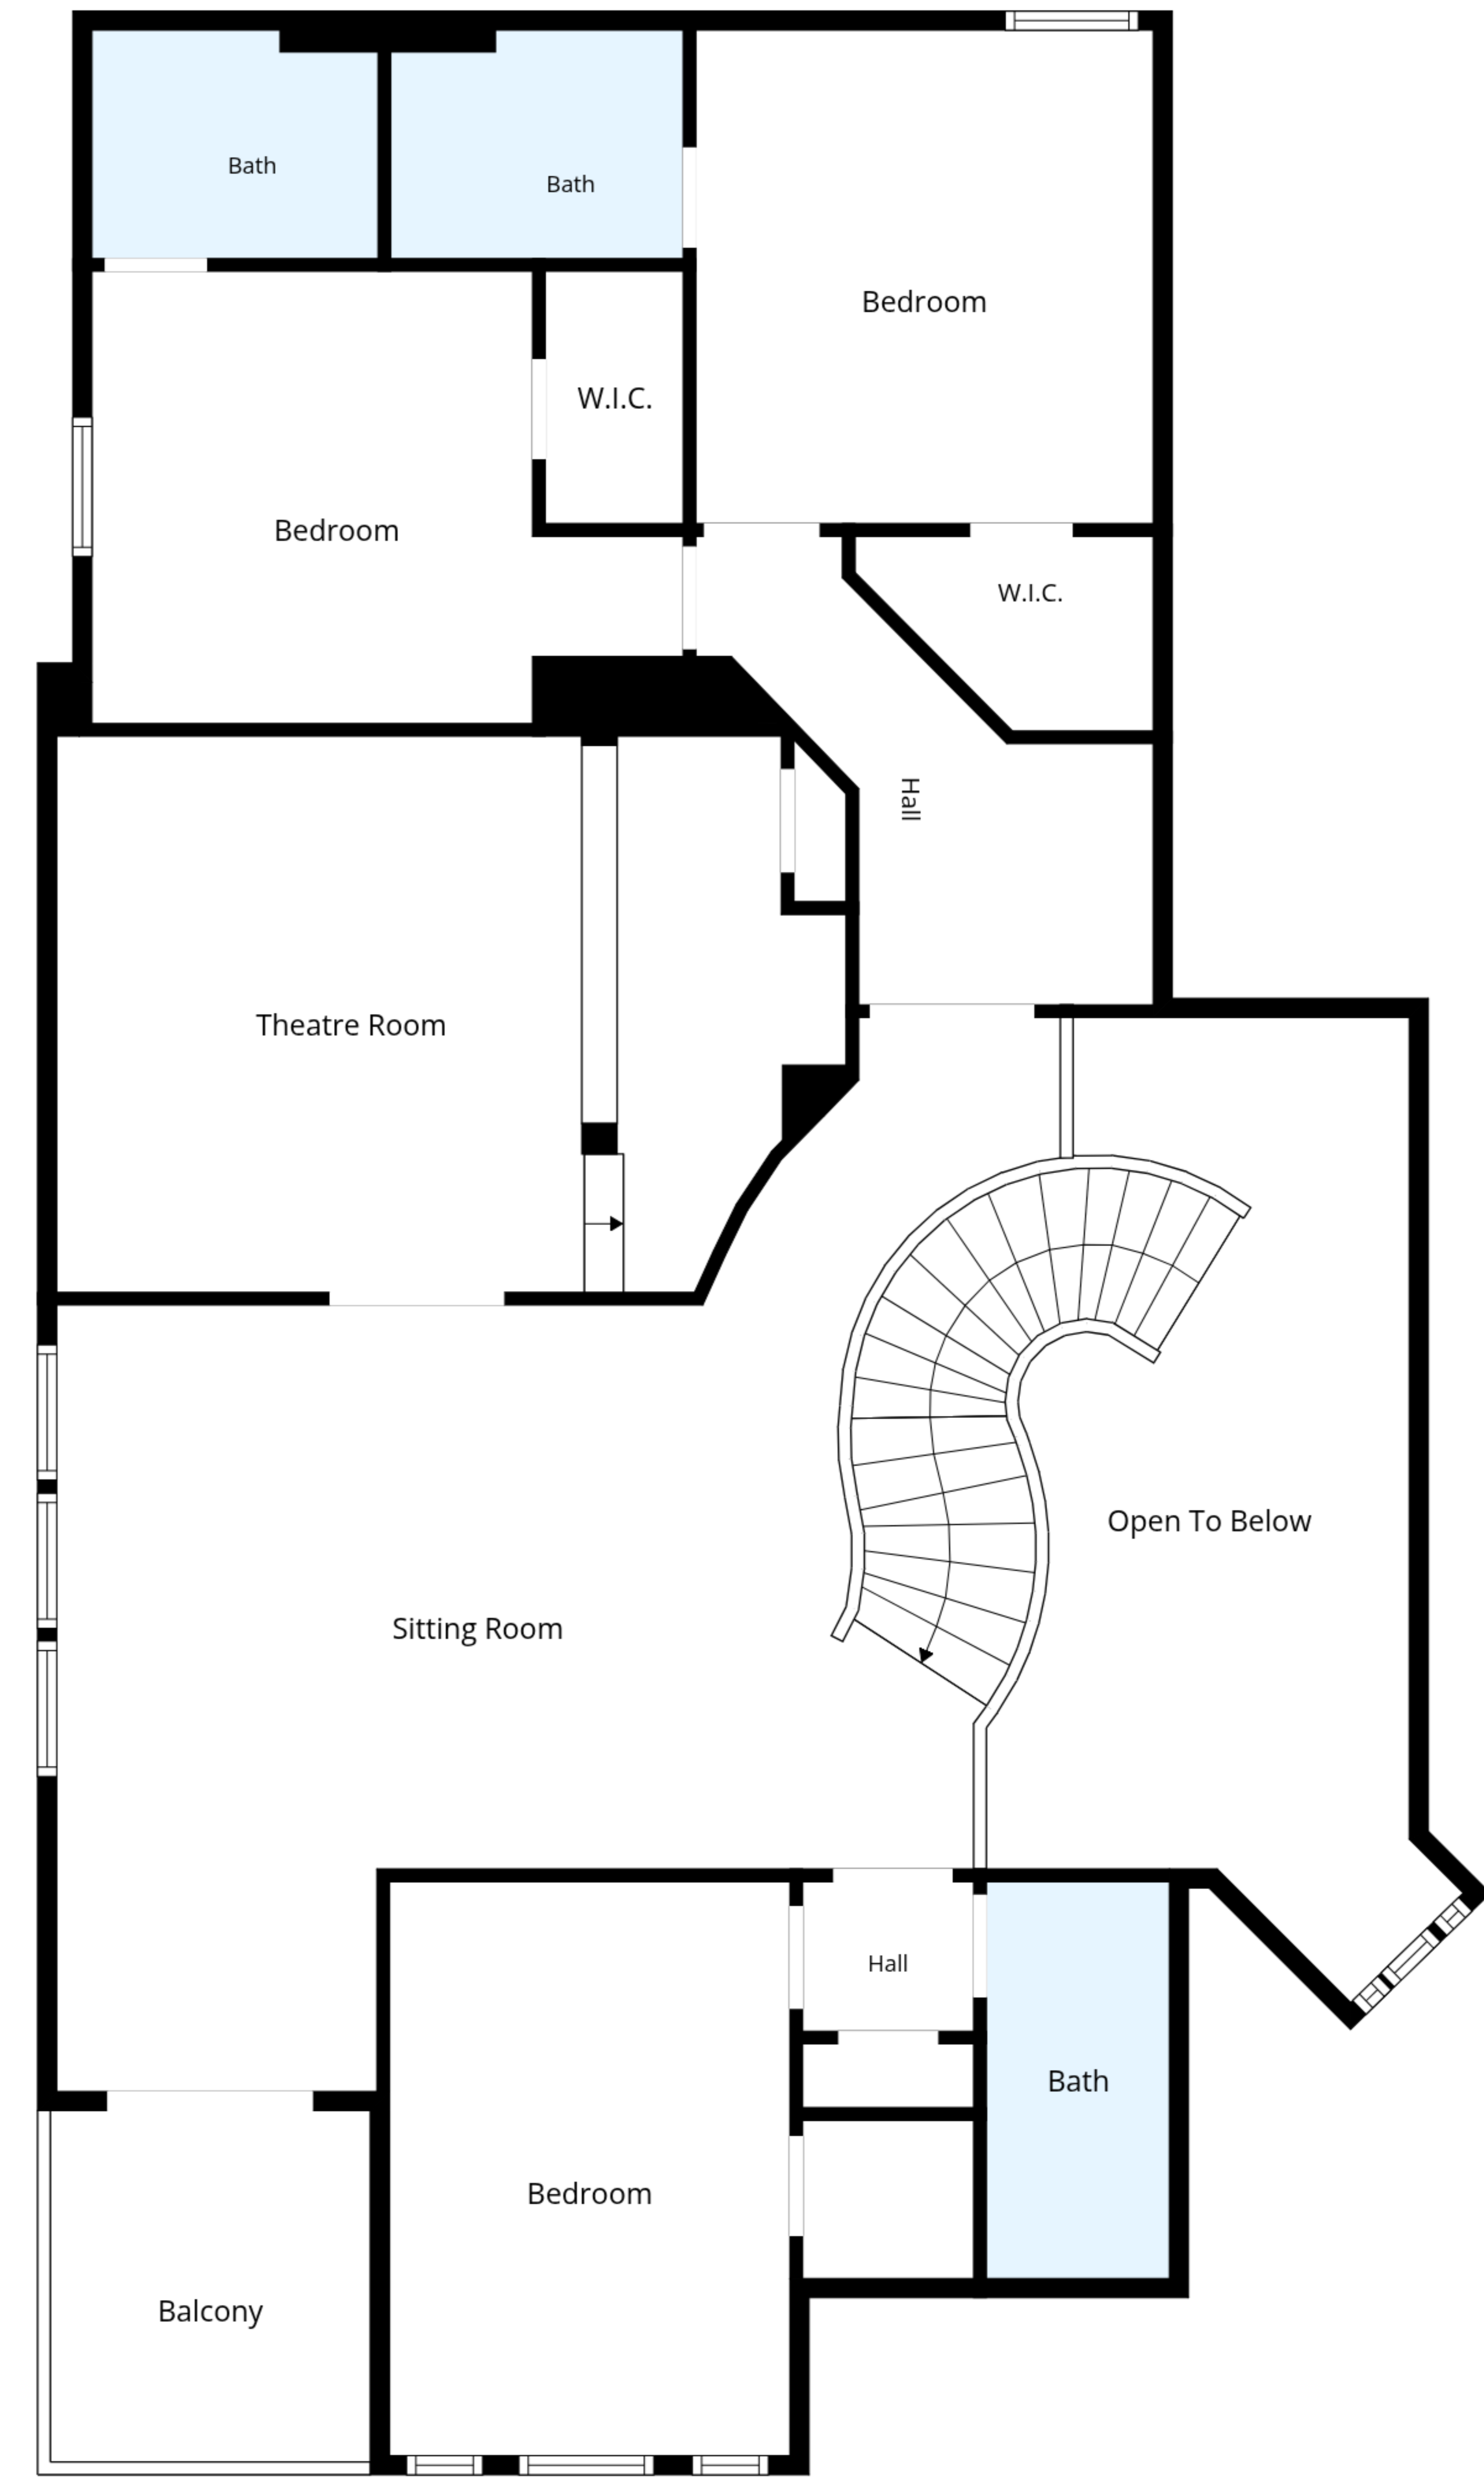 Bath
Bath
Bedroom
W.I.C.
Bedroom
W.I.C.
Hall
Theatre Room
Open To Below
Sitting Room
Hall
Bath
Bedroom
Balcony